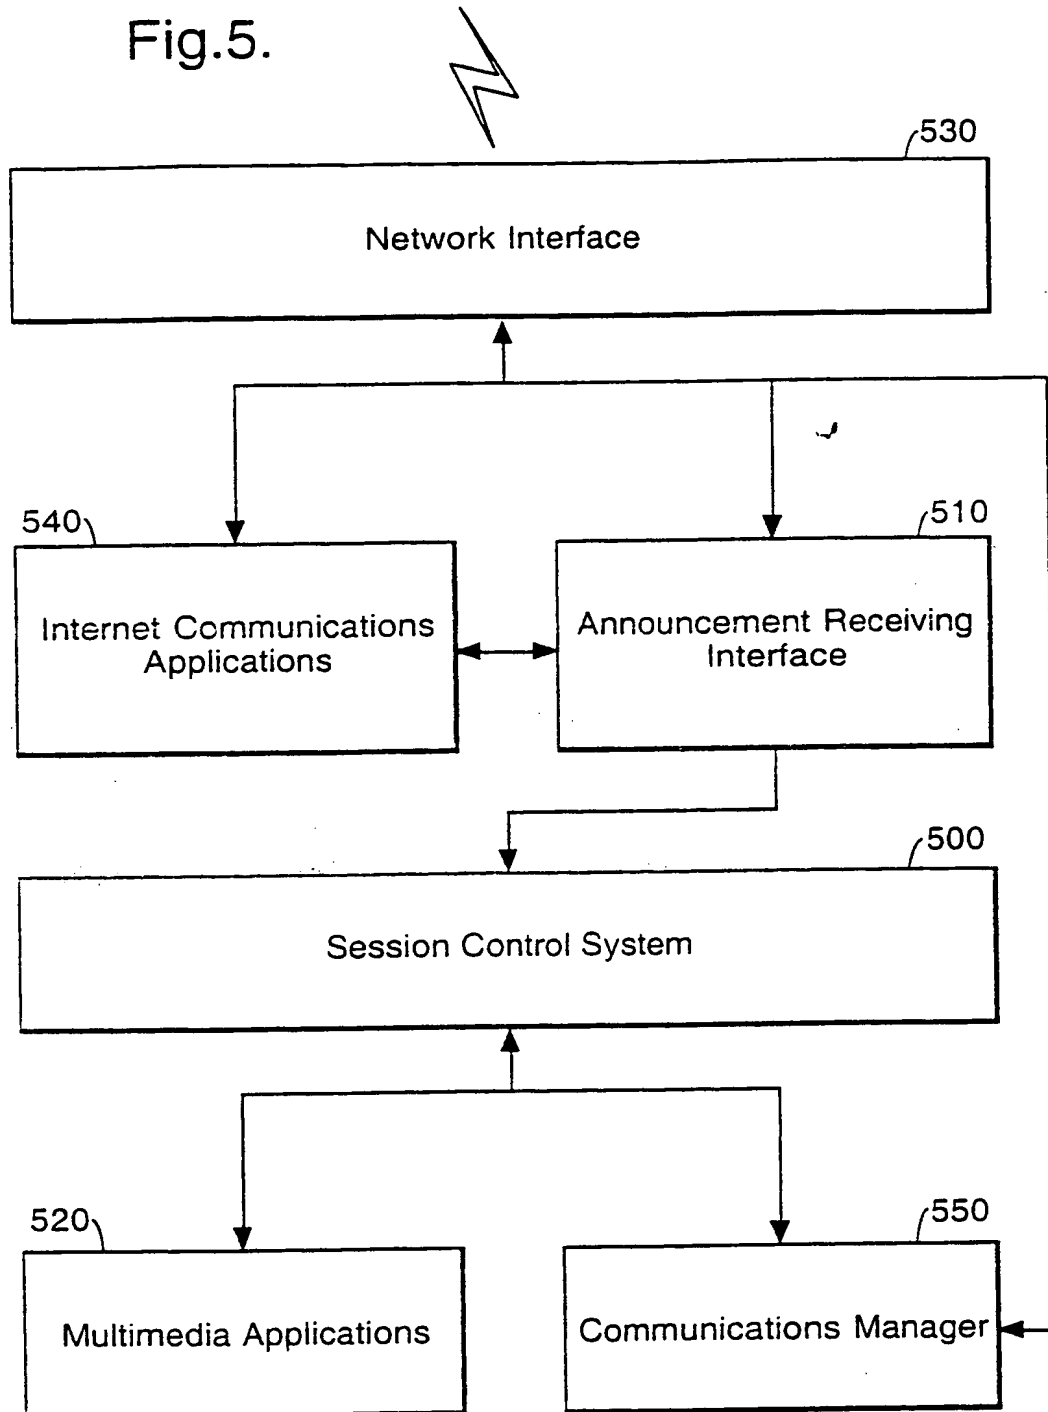 Fig.5.
530
Network Interface
540
510
Internet Communications
Applications
Announcement Receiving
Interface
500
Session Control System
520
550
Multimedia Applications
Communications Manager